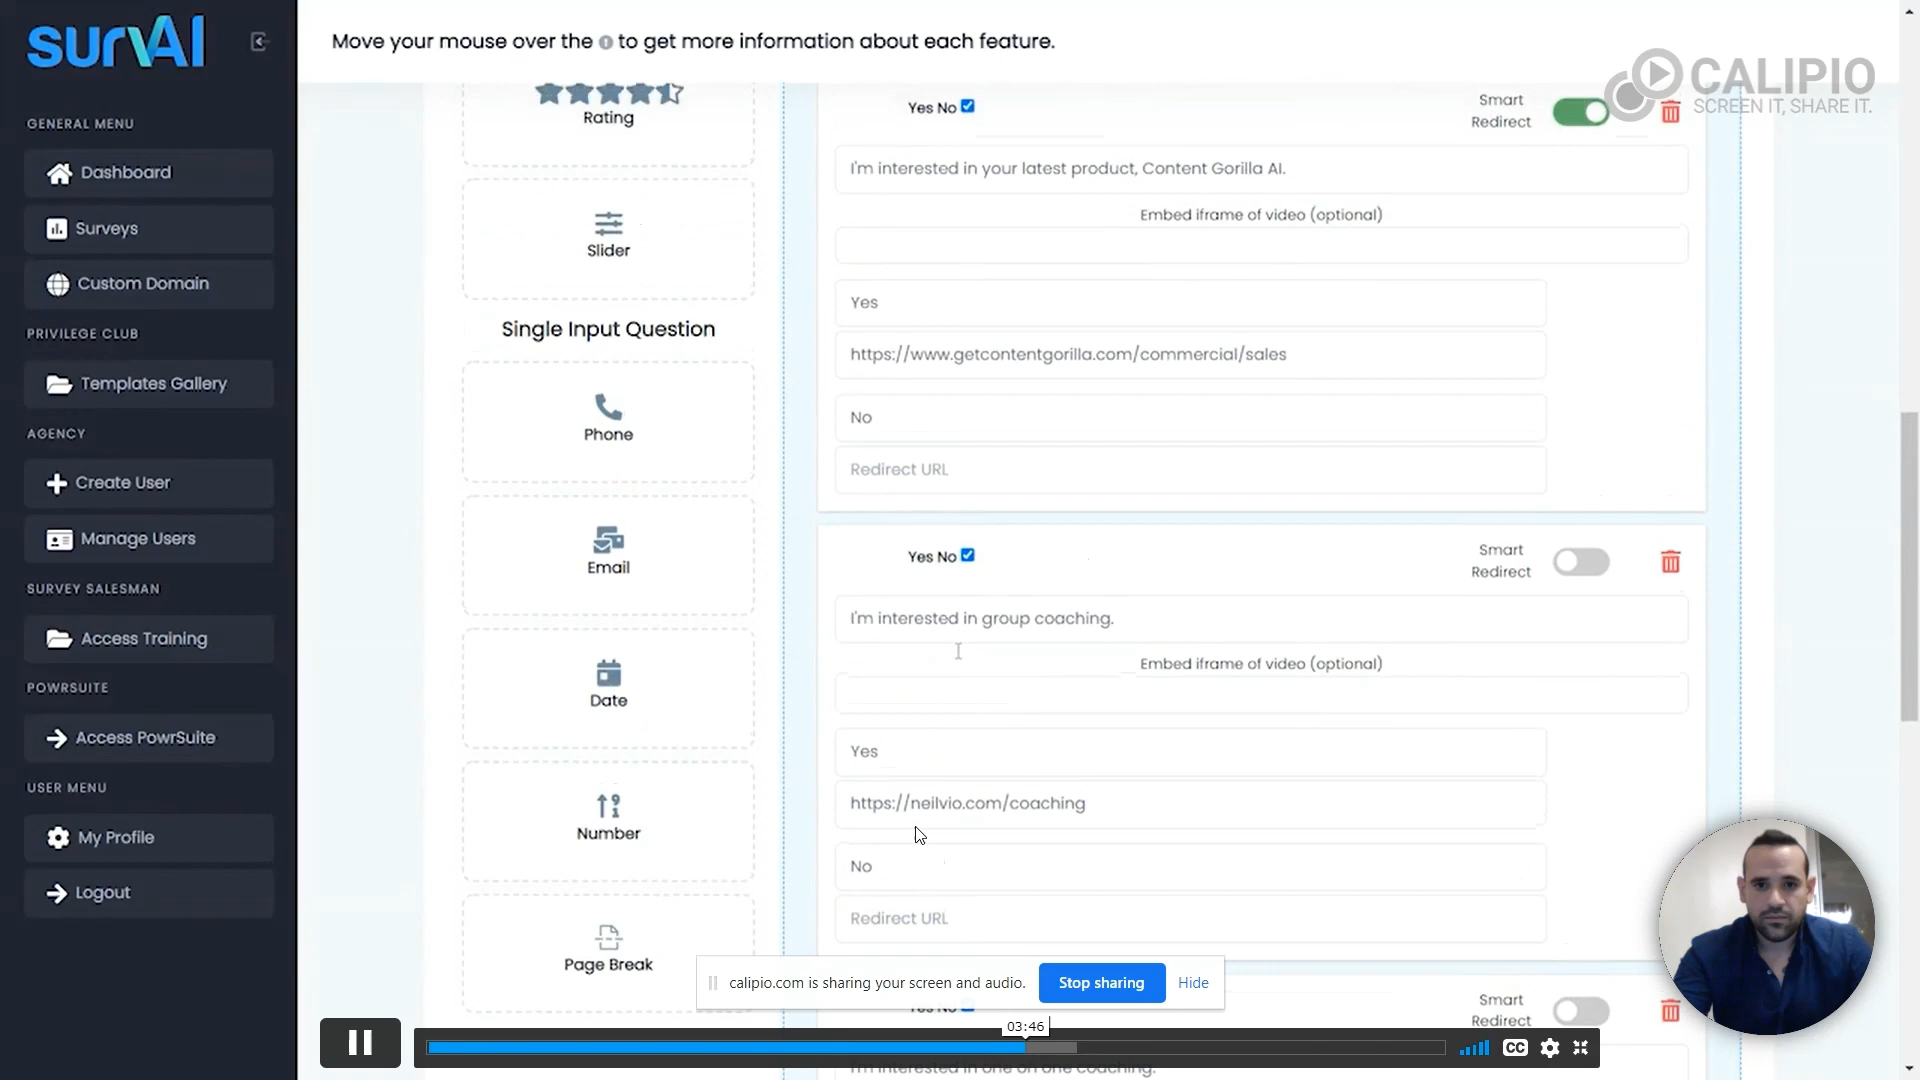 survAI
Move your mouse over the to get more information about each feature.
CALIPIO
SCREEN IT, SHARE IT.
GENERAL MENU
Dashboard
Surveys
Custom Domain
PRIVILEGE CLUB
Templates Gallery
AGENCY
Create User
Manage Users
SURVEY SALESMAN
Access Training
POWRSUITE
Access PowrSuite
USER MENU
My Profile
Logout
Rating
Slider
Single Input Question
Phone
Email
Date
Number
Page Break
Yes No
Smart
Redirect
I'm interested in your latest product, Content Gorilla AI.
Embed iframe of video (optional)
Yes
https://www.getcontentgorilla.com/commercial/sales
No
Redirect URL
Yes No
Smart
Redirect
I'm interested in group coaching.
Embed iframe of video (optional)
Yes
https://neilvio.com/coaching
No
Redirect URL
calipio.com is sharing your screen and audio.
Stop sharing
Hide
Yes No
Smart
Redirect
03:46
CC
I'm interested in one on one coaching.